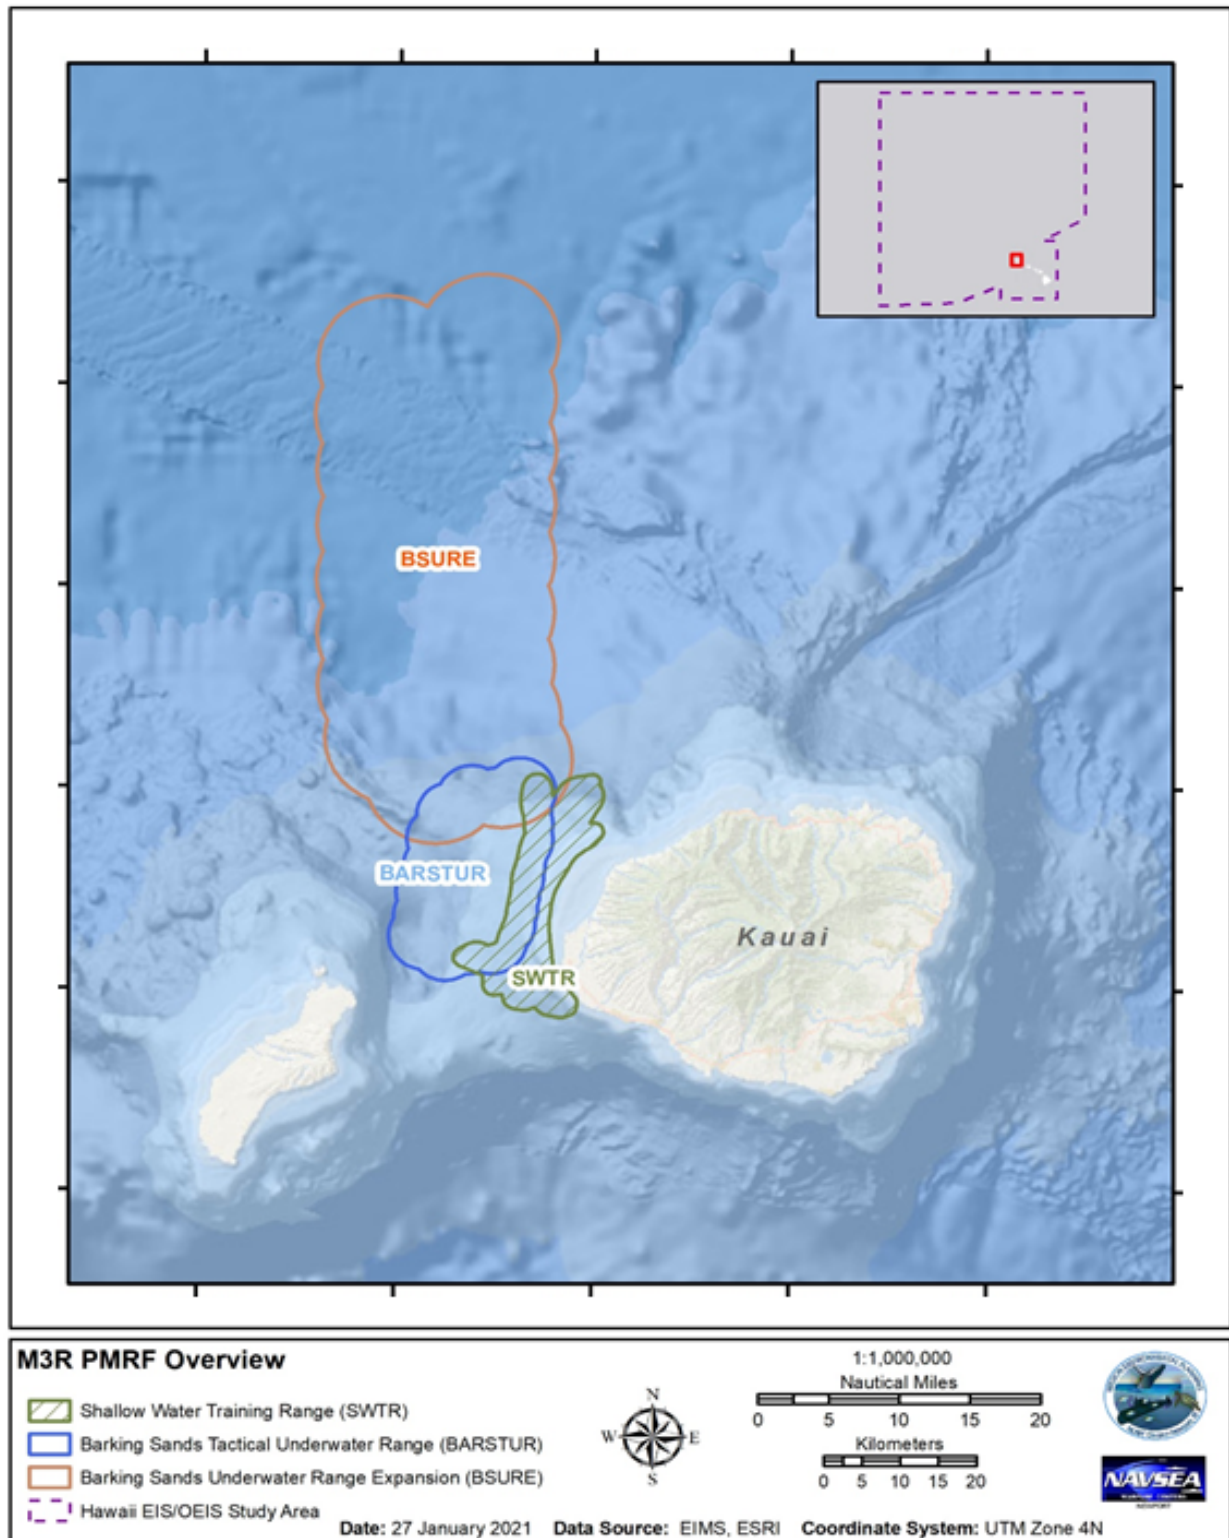 BSURE
BARSTUR
Kauai
SWTR
M3R PMRF Overview
Shallow Water Training Range (SWTR)
Barking Sands Tactical Underwater Range (BARSTUR)
Barking Sands Underwater Range Expansion (BSURE)
Hawaii EIS/OEIS Study Area
N
W E
S
1:1,000,000
Nautical Miles
0 5 10 15 20
Kilometers
0 5 10 15 20
NAVSEA
Date: 27 January 2021 Data Source: EIMS, ESRI Coordinate System: UTM Zone 4N